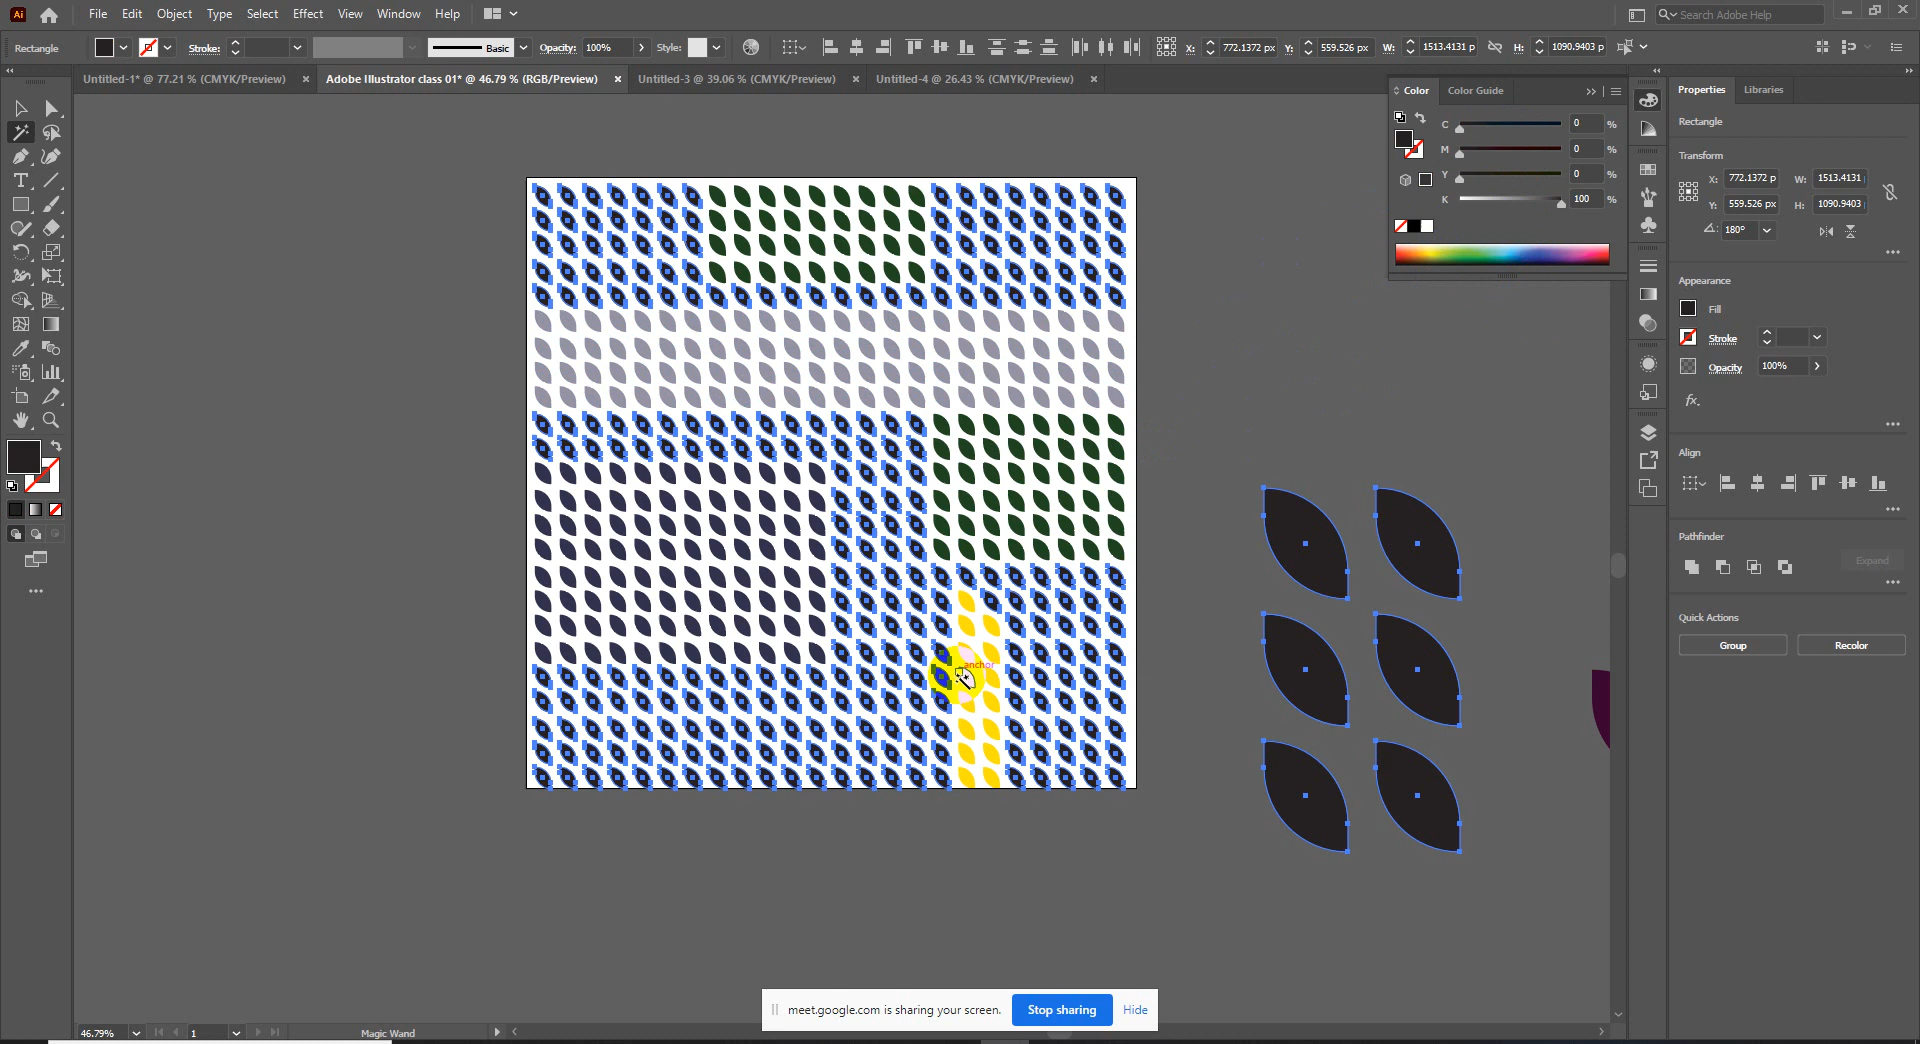 Ai File Edit Object Type Select Effect View Window Help Search Adobe Help
Rectangle Stroke: Basic Opacity: 100% Style: X: 772.1372 px Y: 559.526 px W: 1513.4131 p H: 1090.9403 p
Untitled-1* @ 77.21 % (CMYK/Preview) × Adobe Illustrator class 01* @ 46.79 % (RGB/Preview) × Untitled-3 @ 39.06 % (CMYK/Preview) × Untitled-4 @ 26.43 % (CMYK/Preview) ×
Color Color Guide
C 0 %
M 0 %
Y 0 %
K 100 %
Properties Libraries
Rectangle
Transform
X: 772.1372 p W: 1513.4131
Y: 559.526 px H: 1090.9403
180°
Appearance
Fill
Stroke
Opacity 100%
fx.
Align
Pathfinder
Expand
Quick Actions
Group Recolor
anchor
meet.google.com is sharing your screen. Stop sharing Hide
46.79% 1 Magic Wand